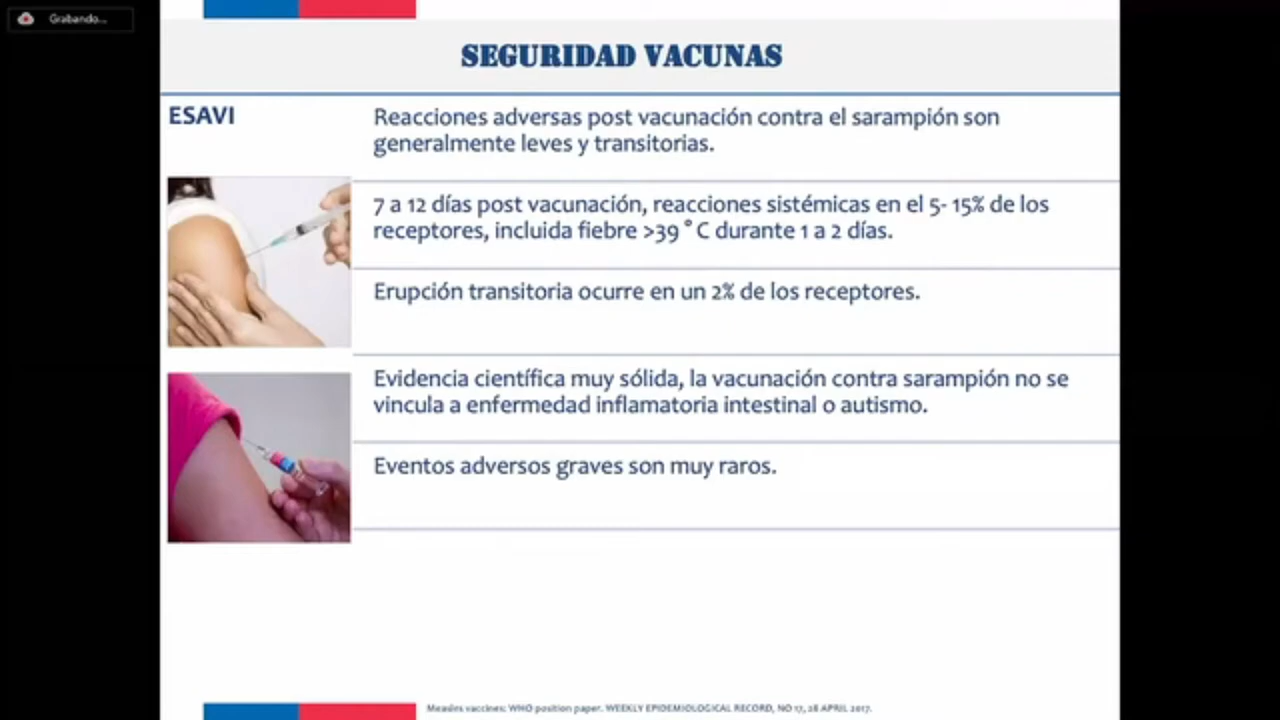 Grabando...
SEGURIDAD VACUNAS
ESAVI
Reacciones adversas post vacunación contra el sarampión son
generalmente leves y transitorias.
7 a 12 días post vacunación, reacciones sistémicas en el 5- 15% de los
receptores, incluida fiebre >39 ° C durante 1 a 2 días.
Erupción transitoria ocurre en un 2% de los receptores.
Evidencia científica muy sólida, la vacunación contra sarampión no se
vincula a enfermedad inflamatoria intestinal o autismo.
Eventos adversos graves son muy raros.
Measles vaccines: WHO position paper. WEEKLY EPIDEMIOLOGICAL RECORD, NO 17, 28 APRIL 2017.